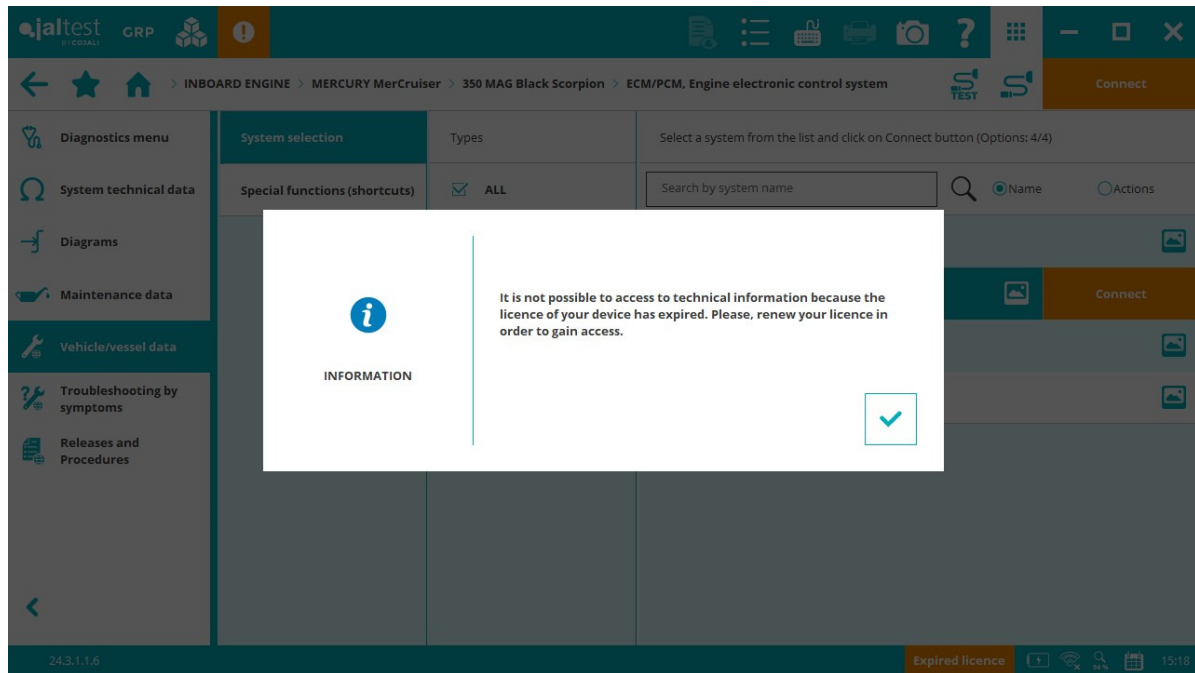 jaltest GRP
BY COJALI
> INBOARD ENGINE > MERCURY MerCruiser > 350 MAG Black Scorpion > ECM/PCM, Engine electronic control system
TEST
Connect
Diagnostics menu
System technical data
Diagrams
Maintenance data
Vehicle/vessel data
Troubleshooting by
symptoms
Releases and
Procedures
System selection
Special functions (shortcuts)
Types
ALL
Select a system from the list and click on Connect button (Options: 4/4)
Search by system name
Name
Actions
Connect
INFORMATION
It is not possible to access to technical information because the
licence of your device has expired. Please, renew your licence in
order to gain access.
24.3.1.1.6
Expired licence
15:18